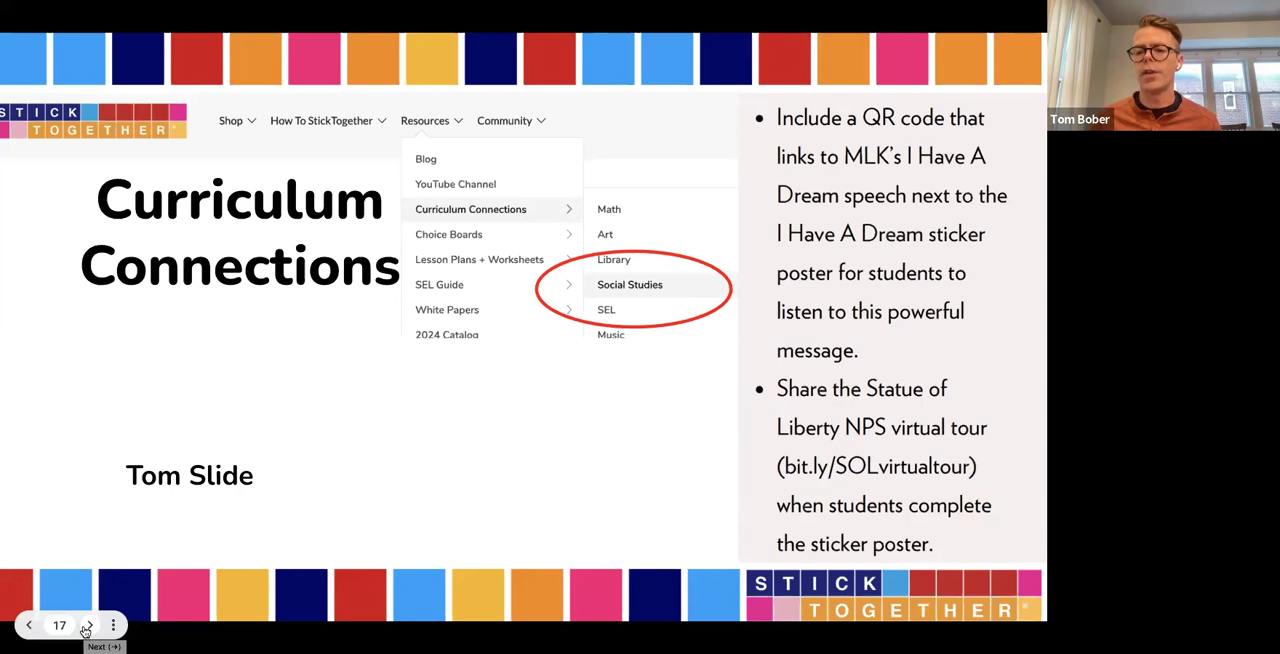 STICK
TOGETHER
Shop
How To StickTogether
Resources
Community
Blog
YouTube Channel
Curriculum Connections
Choice Boards
Lesson Plans + Worksheets
SEL Guide
White Papers
2024 Catalog
Math
Art
Library
Social Studies
SEL
Music
Curriculum
Connections
Tom Slide
• Include a QR code that
links to MLK's I Have A
Dream speech next to the
I Have A Dream sticker
poster for students to
listen to this powerful
message.
• Share the Statue of
Liberty NPS virtual tour
(bit.ly/SOLvirtualtour)
when students complete
the sticker poster.
Tom Bober
STICK
TOGETHER
17
Next (→)